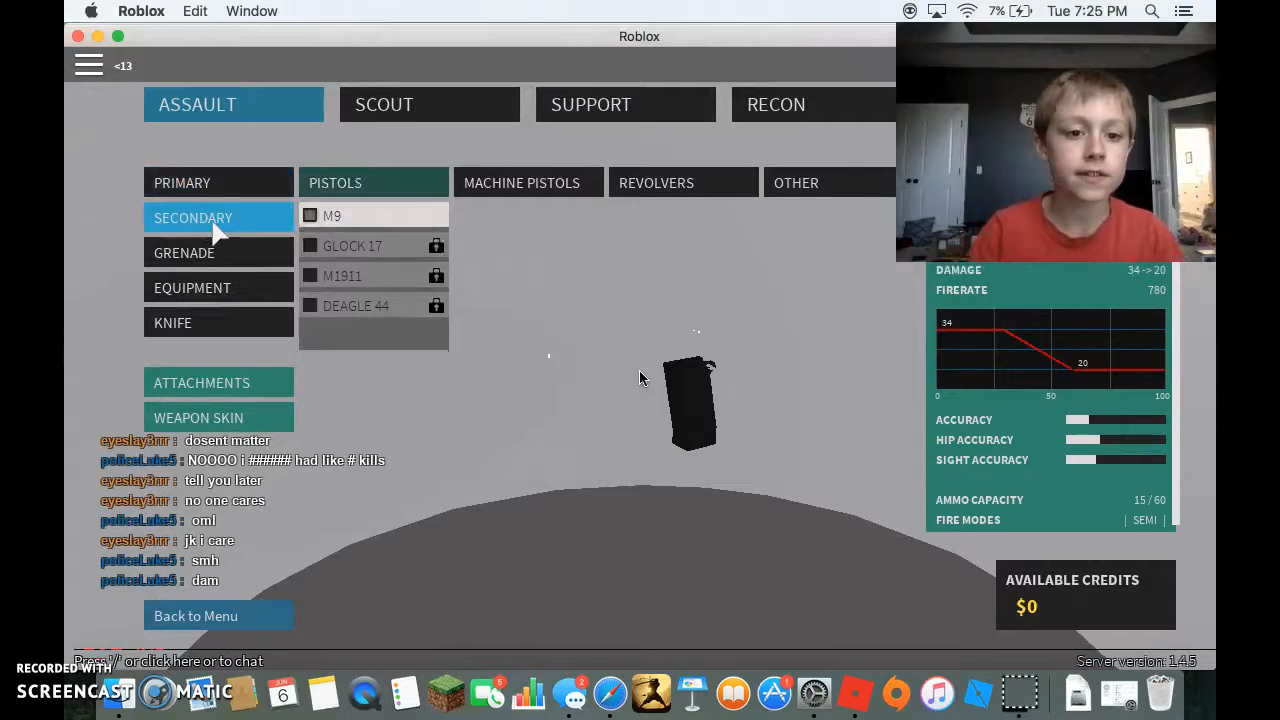 Roblox Edit Window 7% Tue 7:25 PM
Roblox
<13
ASSAULT SCOUT SUPPORT RECON
PRIMARY PISTOLS MACHINE PISTOLS REVOLVERS OTHER
SECONDARY M9
GRENADE GLOCK 17
EQUIPMENT M1911
KNIFE DEAGLE 44
ATTACHMENTS
WEAPON SKIN
DAMAGE 34 -> 20
FIRERATE 780
34
20
0 50 100
ACCURACY
HIP ACCURACY
SIGHT ACCURACY
AMMO CAPACITY 15 / 60
FIRE MODES | SEMI |
eyeslay3rrr : dosent matter
policeLuke5 : NOOOO i ###### had like # kills
eyeslay3rrr : tell you later
eyeslay3rrr : no one cares
policeLuke5 : oml
eyeslay3rrr : jk i care
policeLuke5 : smh
policeLuke5 : dam
AVAILABLE CREDITS
$0
Back to Menu
Press '/' or click here or to chat
Server version: 1.4.5
RECORDED WITH
SCREENCAST MATIC
6
6
2
1